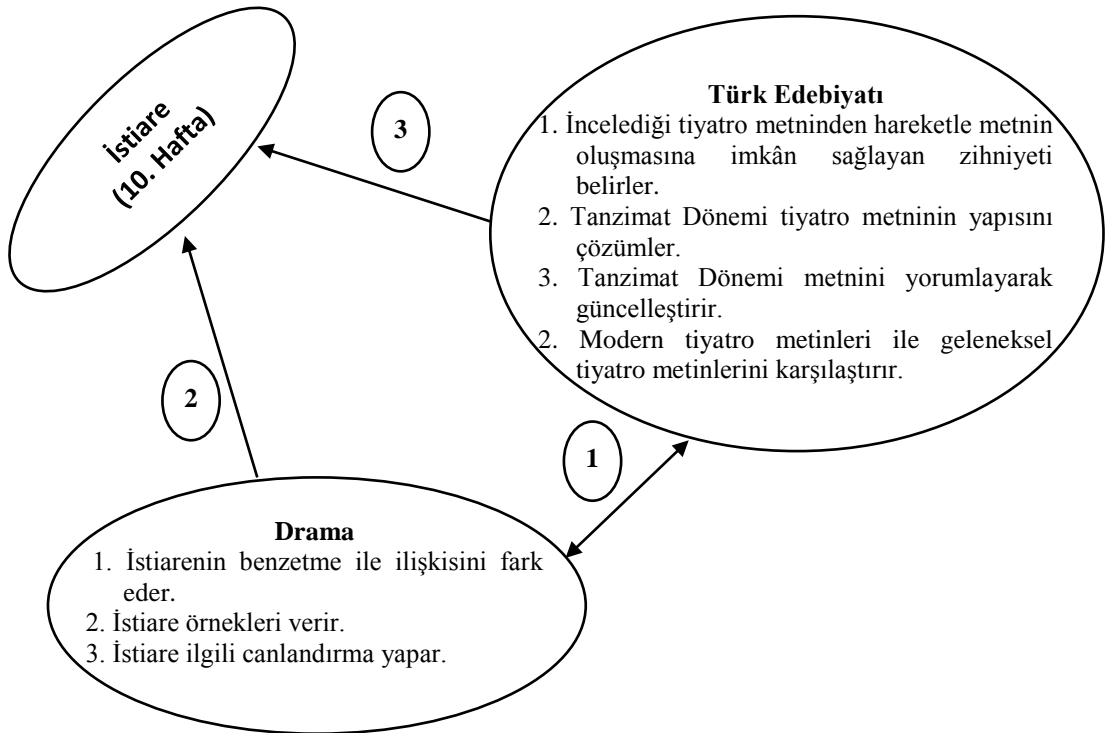 İstiare
(10. Hafta)
3
Türk Edebiyatı
1. İncelediği tiyatro metninden hareketle metnin
oluşmasına imkân sağlayan zihniyeti
belirler.
2. Tanzimat Dönemi tiyatro metninin yapısını
çözümler.
3. Tanzimat Dönemi metnini yorumlayarak
güncelleştirir.
2. Modern tiyatro metinleri ile geleneksel
tiyatro metinlerini karşılaştırır.
2
1
Drama
1. İstiarenin benzetme ile ilişkisini fark
eder.
2. İstiare örnekleri verir.
3. İstiare ilgili canlandırma yapar.